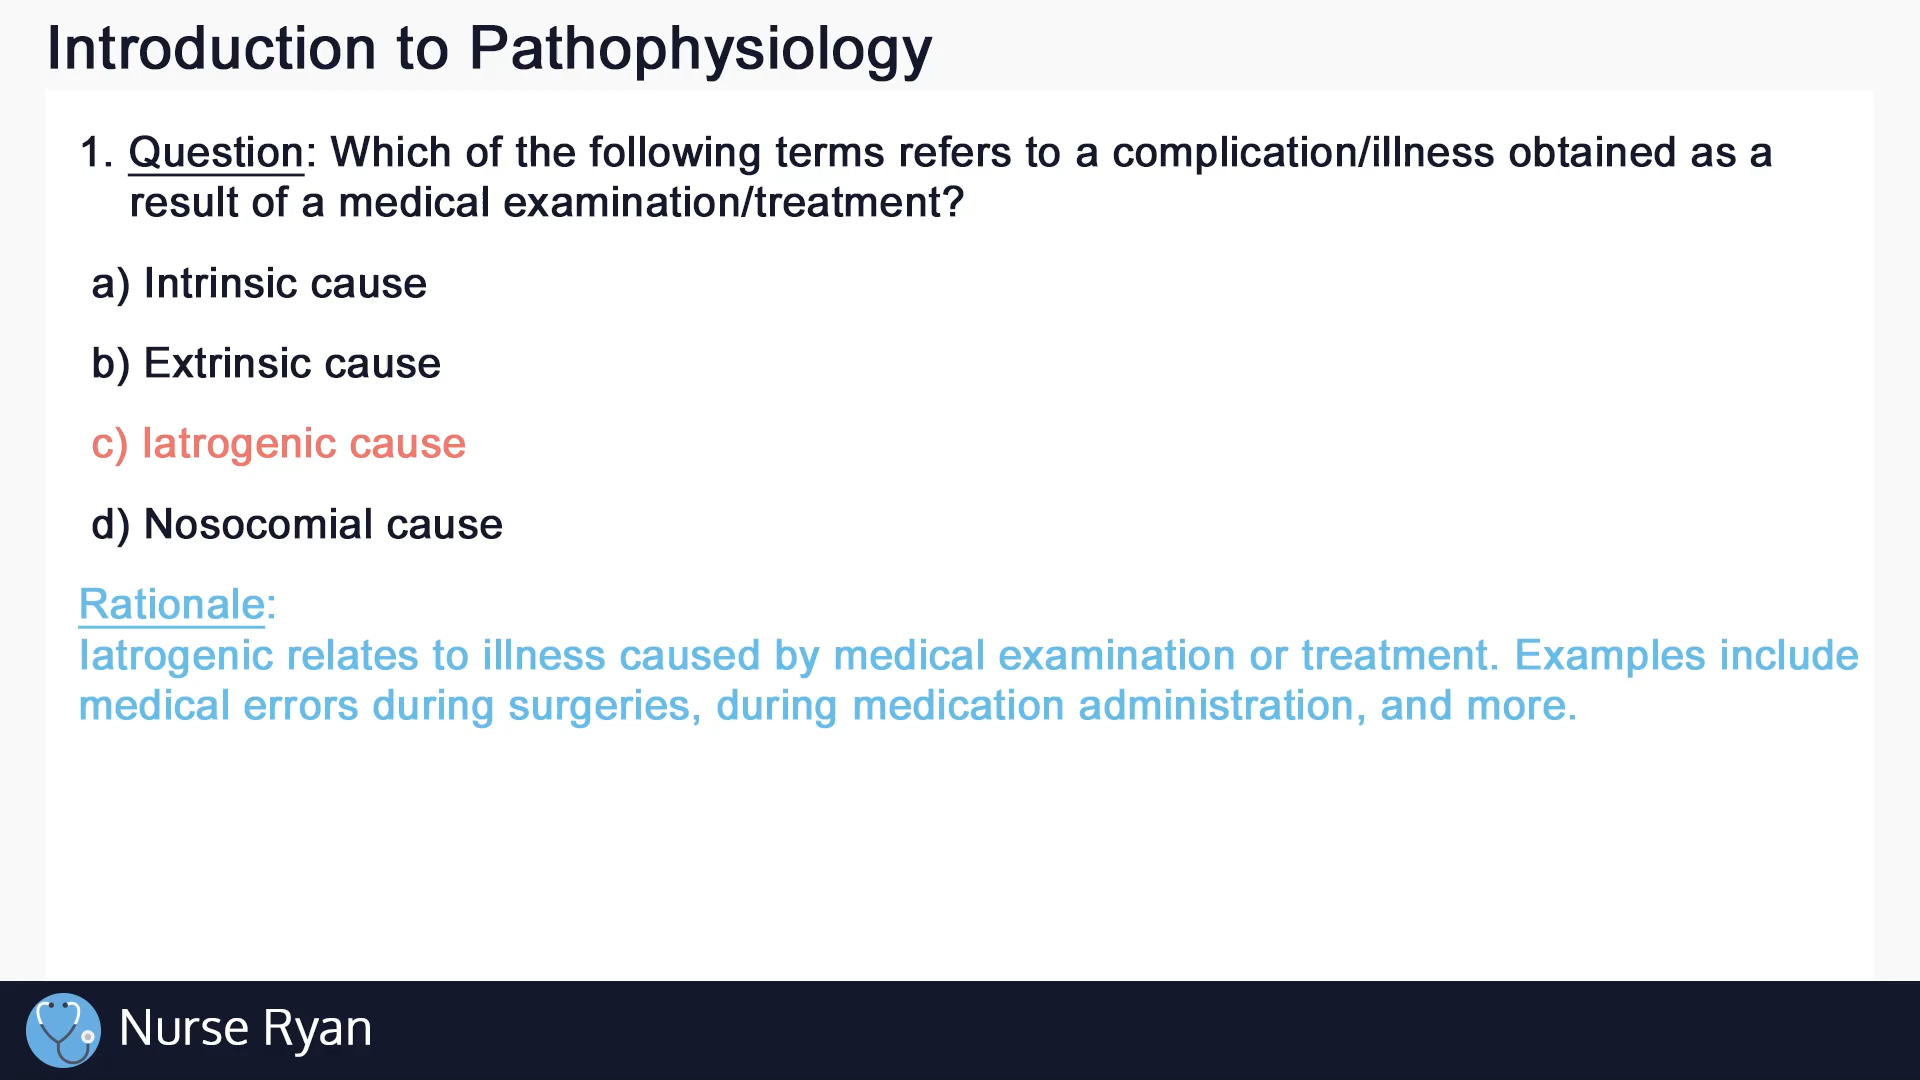 Introduction to Pathophysiology
1. Question: Which of the following terms refers to a complication/illness obtained as a
result of a medical examination/treatment?
a) Intrinsic cause
b) Extrinsic cause
c) Iatrogenic cause
d) Nosocomial cause
Rationale:
Iatrogenic relates to illness caused by medical examination or treatment. Examples include
medical errors during surgeries, during medication administration, and more.
Nurse Ryan